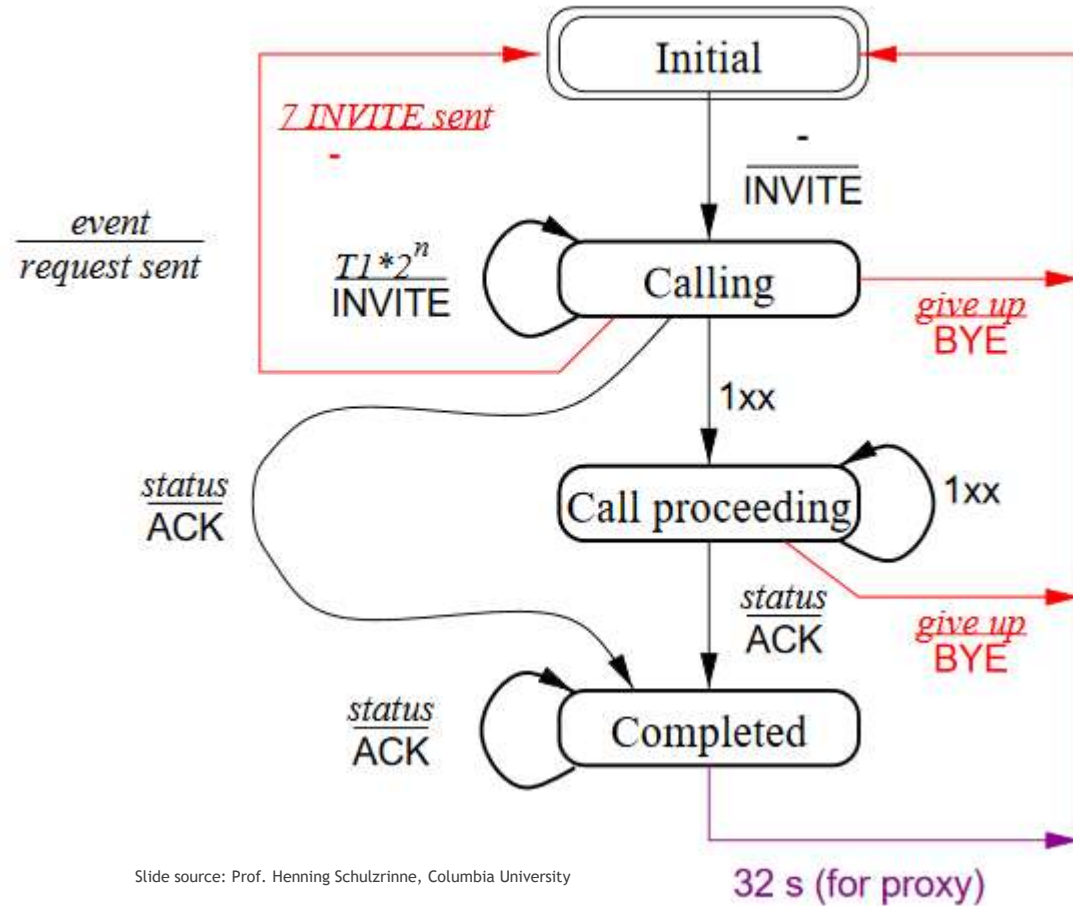 Initial
7 INVITE sent
-
-
INVITE
event
request sent
T1*2^n
INVITE
Calling
give up
BYE
1xx
status
ACK
Call proceeding
1xx
status
ACK
give up
BYE
status
ACK
Completed
Slide source: Prof. Henning Schulzrinne, Columbia University
32 s (for proxy)